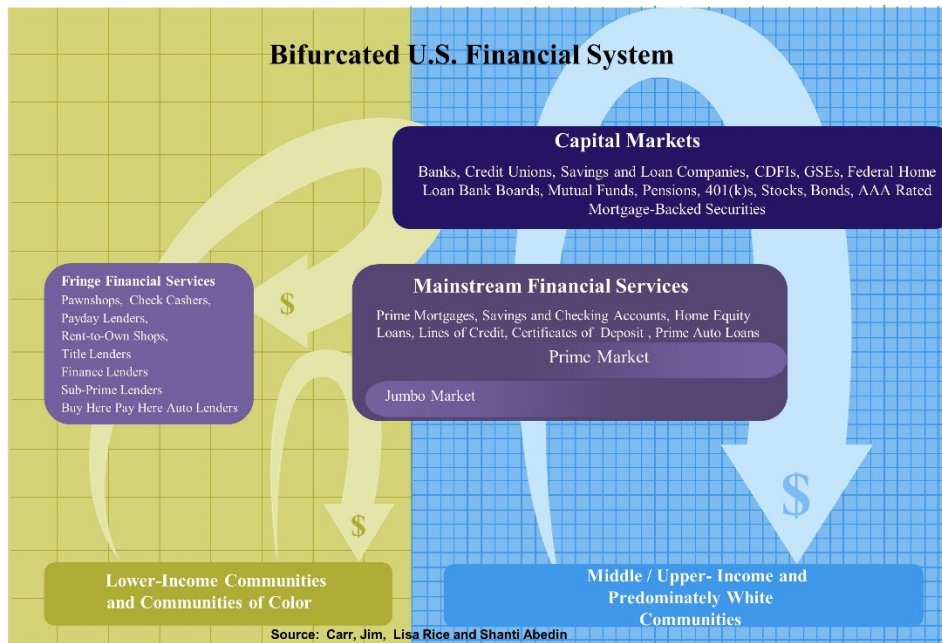 Bifurcated U.S. Financial System
Capital Markets
Banks, Credit Unions, Savings and Loan Companies, CDFIs, GSEs, Federal Home
Loan Bank Boards, Mutual Funds, Pensions, 401(k)s, Stocks, Bonds, AAA Rated
Mortgage-Backed Securities
Fringe Financial Services
Pawnshops, Check Cashers,
Payday Lenders,
Rent-to-Own Shops,
Title Lenders
Finance Lenders
Sub-Prime Lenders
Buy Here Pay Here Auto Lenders
$
Mainstream Financial Services
Prime Mortgages, Savings and Checking Accounts, Home Equity
Loans, Lines of Credit, Certificates of Deposit , Prime Auto Loans
Prime Market
Jumbo Market
$
$
Lower-Income Communities
and Communities of Color
Middle / Upper- Income and
Predominately White
Communities
Source: Carr, Jim, Lisa Rice and Shanti Abedin